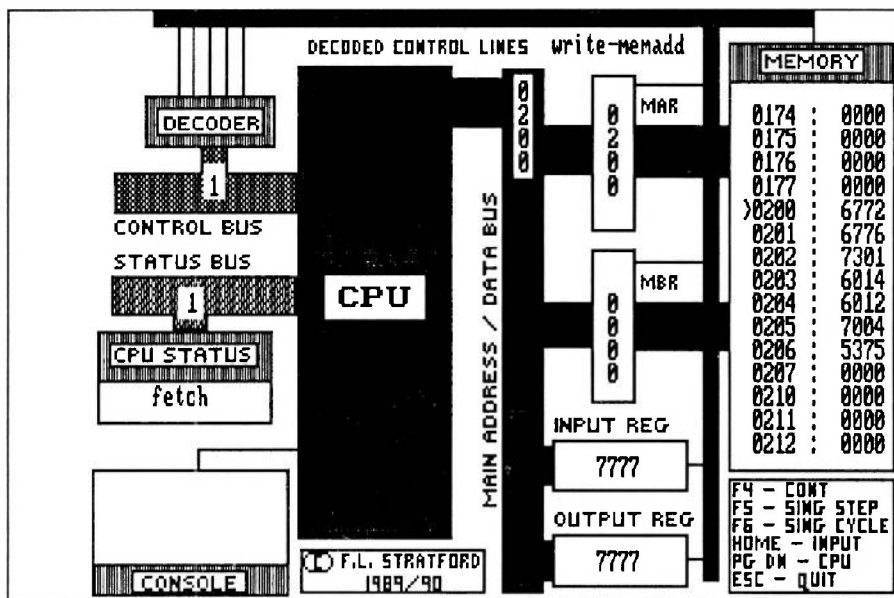 DECODED CONTROL LINES
write-memadd
MEMORY
0174 : 0000
0175 : 0000
0176 : 0000
0177 : 0000
>0200 : 6772
0201 : 6776
0202 : 7301
0203 : 6014
0204 : 6012
0205 : 7004
0206 : 5375
0207 : 0000
0210 : 0000
0211 : 0000
0212 : 0000
DECODER
1
CONTROL BUS
STATUS BUS
1
CPU STATUS
fetch
CPU
0200
MAIN ADDRESS / DATA BUS
MAR
0200
MBR
0000
INPUT REG
7777
OUTPUT REG
7777
CONSOLE
© F.L. STRATFORD
1989/90
F4 - CONT
F5 - SING STEP
F6 - SING CYCLE
HOME - INPUT
PG DN - CPU
ESC - QUIT